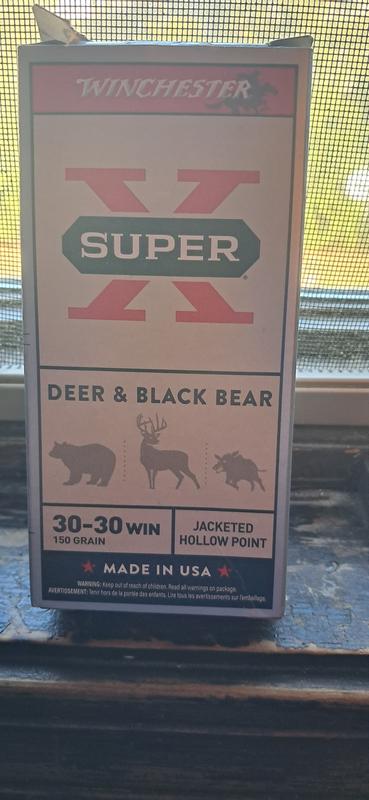 WINCHESTER
X
SUPER
DEER & BLACK BEAR
30-30 WIN
150 GRAIN
JACKETED
HOLLOW POINT
★ MADE IN USA ★
WARNING: Keep out of reach of children. Read all warnings on package.
AVERTISSEMENT: Tenir hors de la portée des enfants. Lire tous les avertissements sur l'emballage.